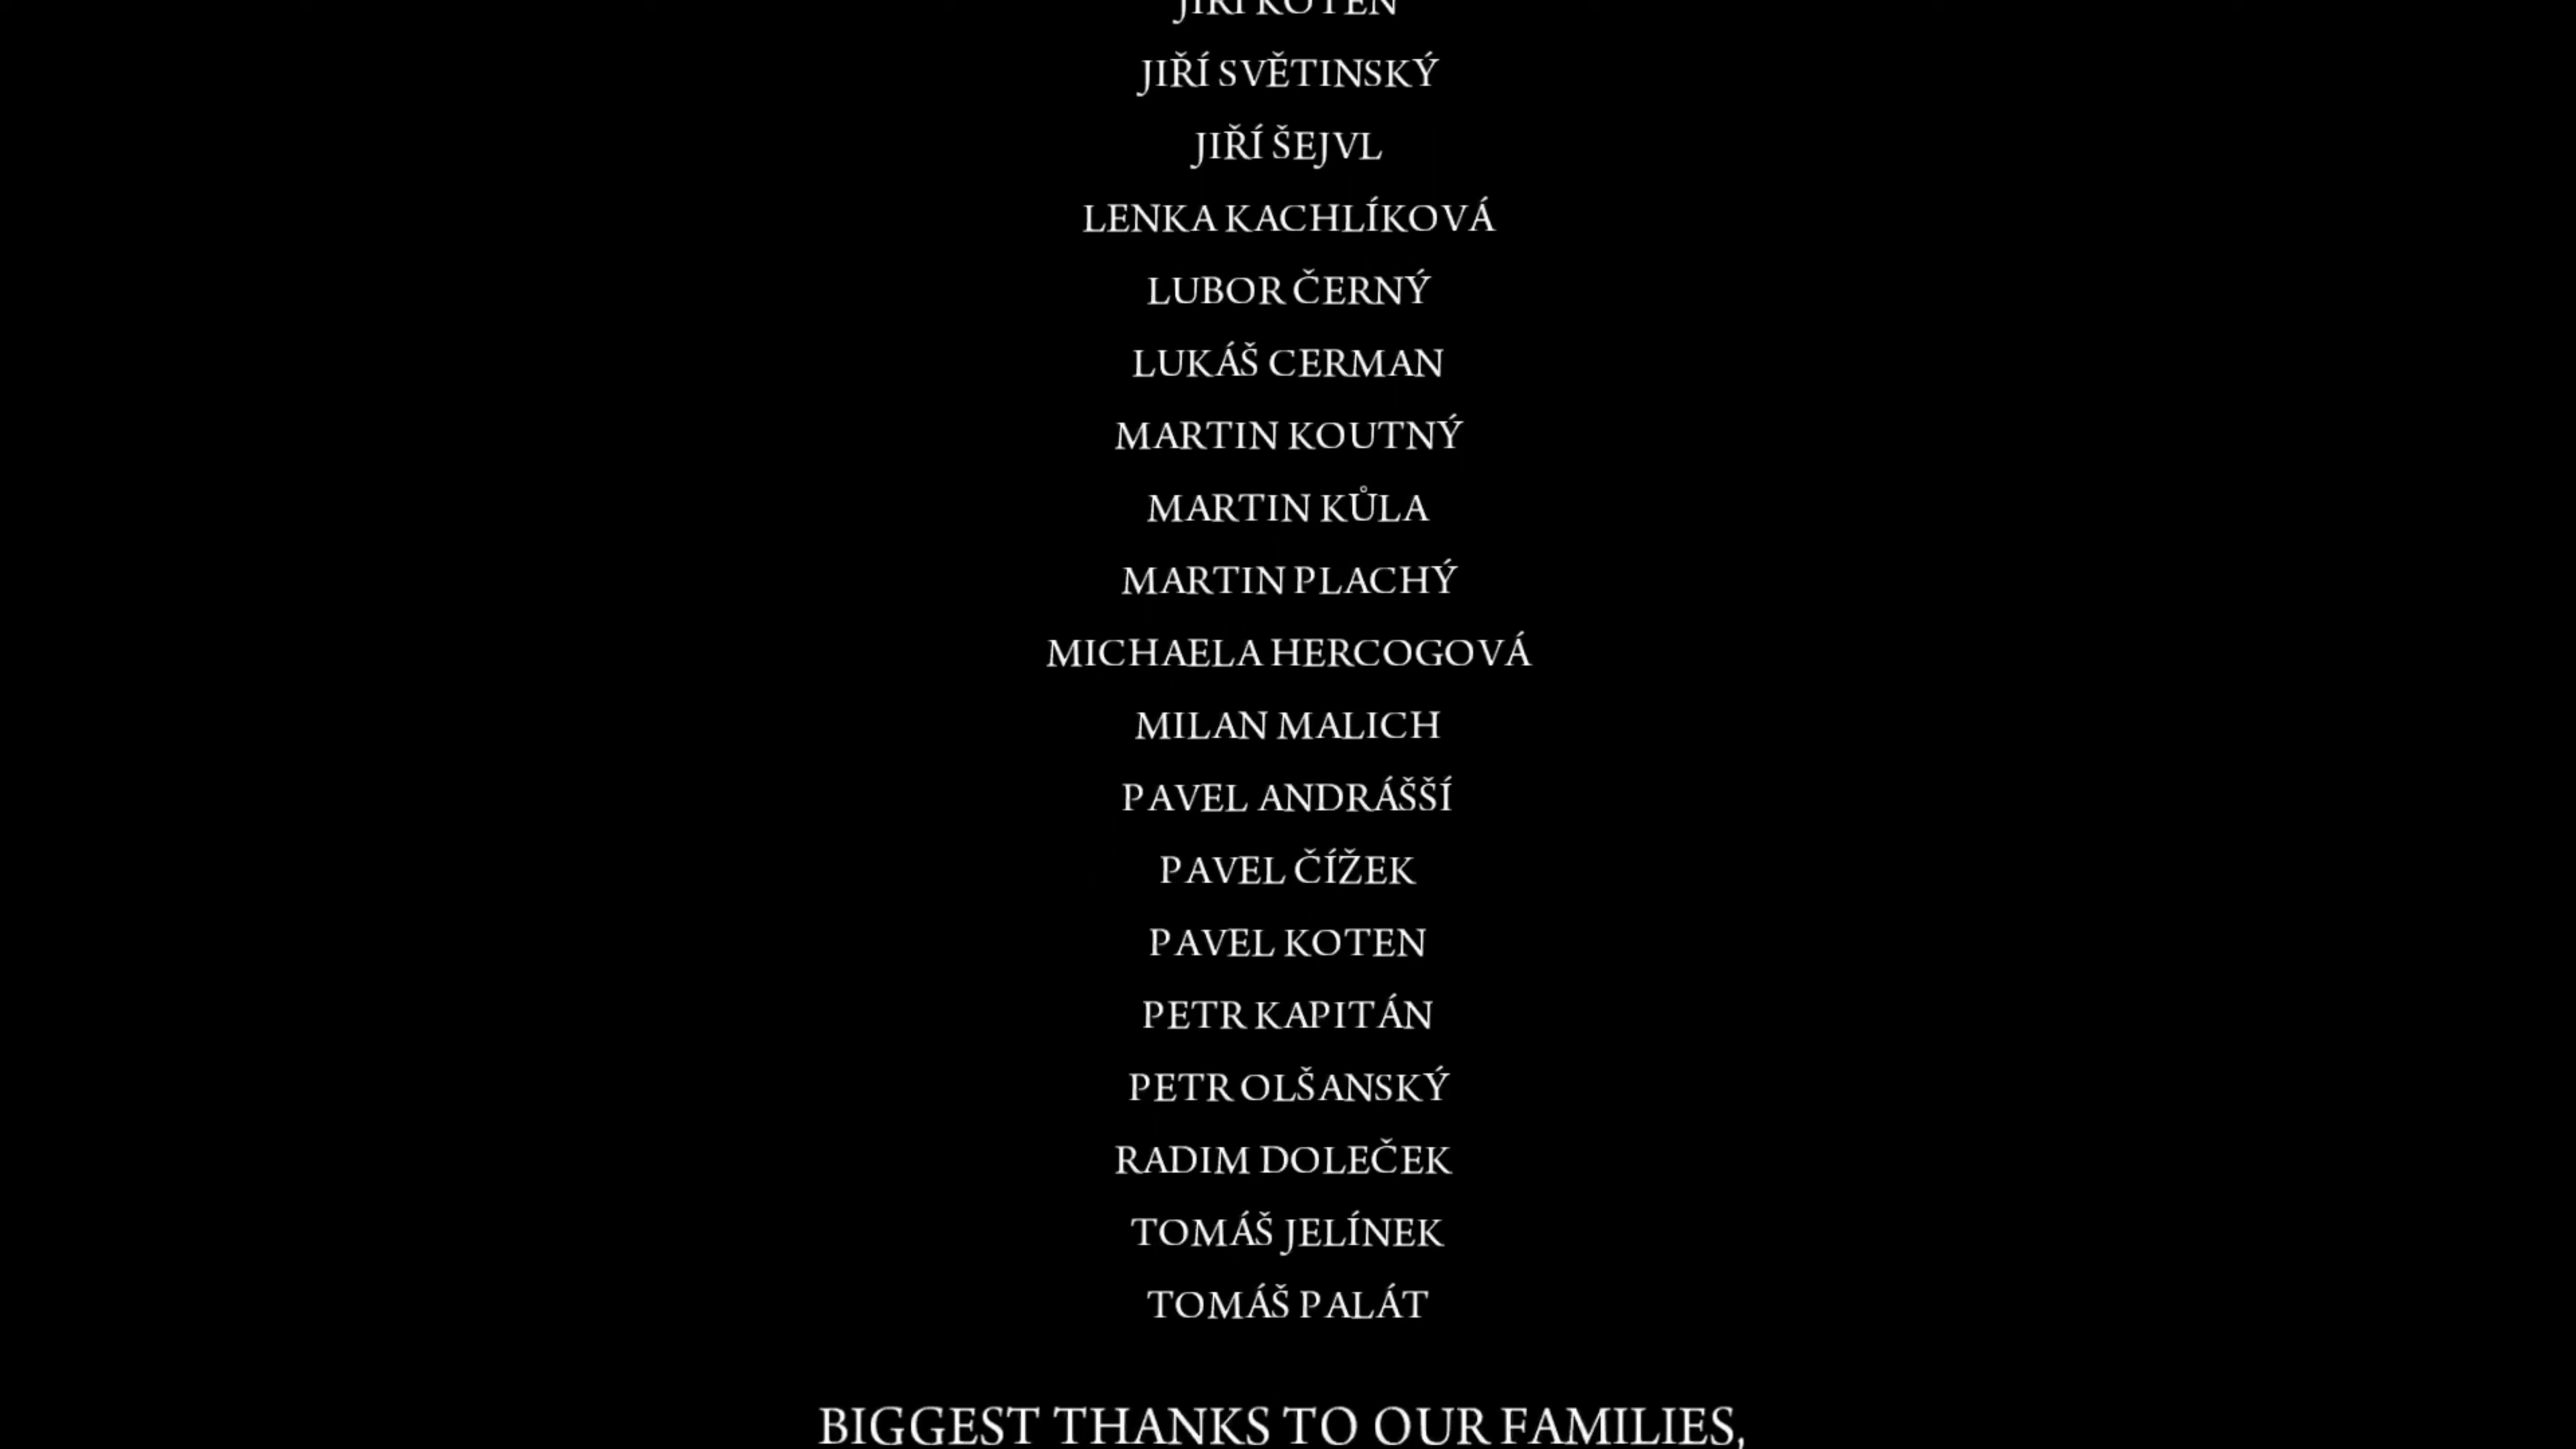 JIŘÍ KOTEN
JIŘÍ SVĚTINSKÝ
JIŘÍ ŠEJVL
LENKA KACHLÍKOVÁ
LUBOR ČERNÝ
LUKÁŠ CERMAN
MARTIN KOUTNÝ
MARTIN KŮLA
MARTIN PLACHÝ
MICHAELA HERCOGOVÁ
MILAN MALICH
PAVEL ANDRÁŠŠÍ
PAVEL ČÍŽEK
PAVEL KOTEN
PETR KAPITÁN
PETR OLŠANSKÝ
RADIM DOLEČEK
TOMÁŠ JELÍNEK
TOMÁŠ PALÁT
BIGGEST THANKS TO OUR FAMILIES,